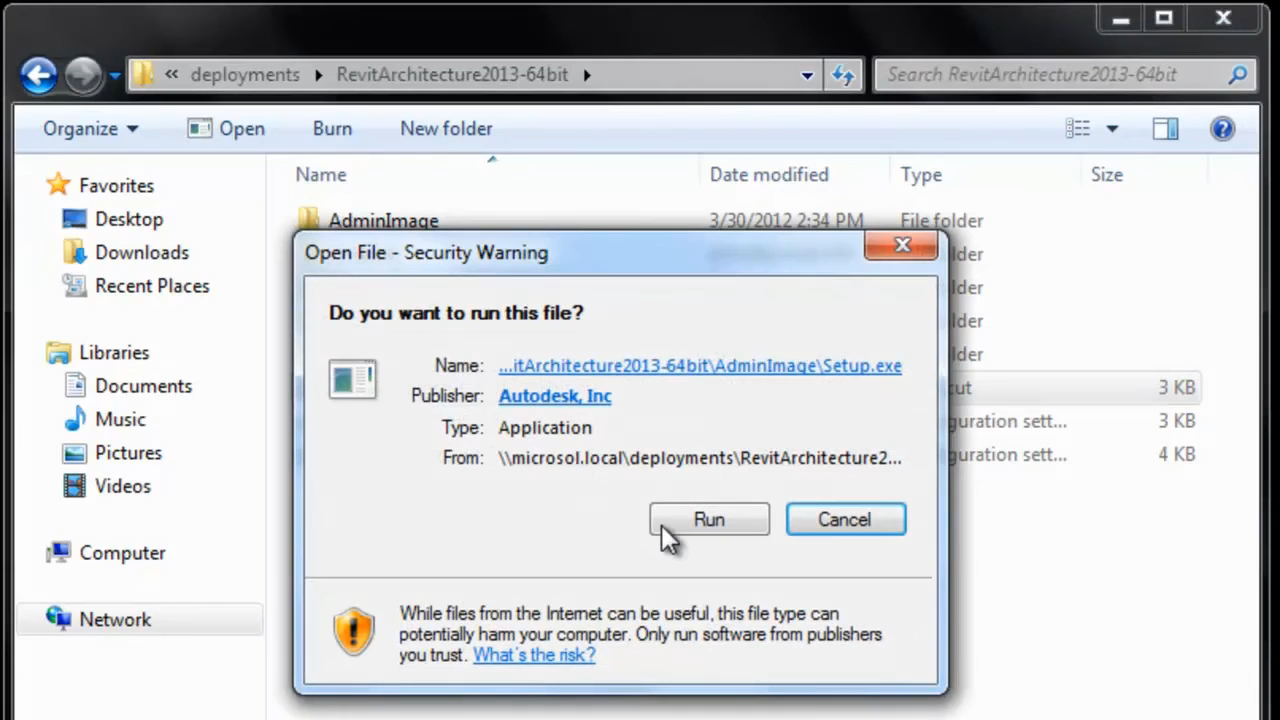 « deployments ▸ RevitArchitecture2013-64bit ▸
Search RevitArchitecture2013-64bit
Organize Open Burn New folder
Name Date modified Type Size
Favorites
Desktop
Downloads
Recent Places
Libraries
Documents
Music
Pictures
Videos
Computer
Network
AdminImage 3/30/2012 2:34 PM File folder
3 KB
guration sett... 3 KB
guration sett... 4 KB
Open File - Security Warning
Do you want to run this file?
Name: ...itArchitecture2013-64bit\AdminImage\Setup.exe
Publisher: Autodesk, Inc
Type: Application
From: \\microsol.local\deployments\RevitArchitecture2...
Run Cancel
While files from the Internet can be useful, this file type can
potentially harm your computer. Only run software from publishers
you trust. What's the risk?